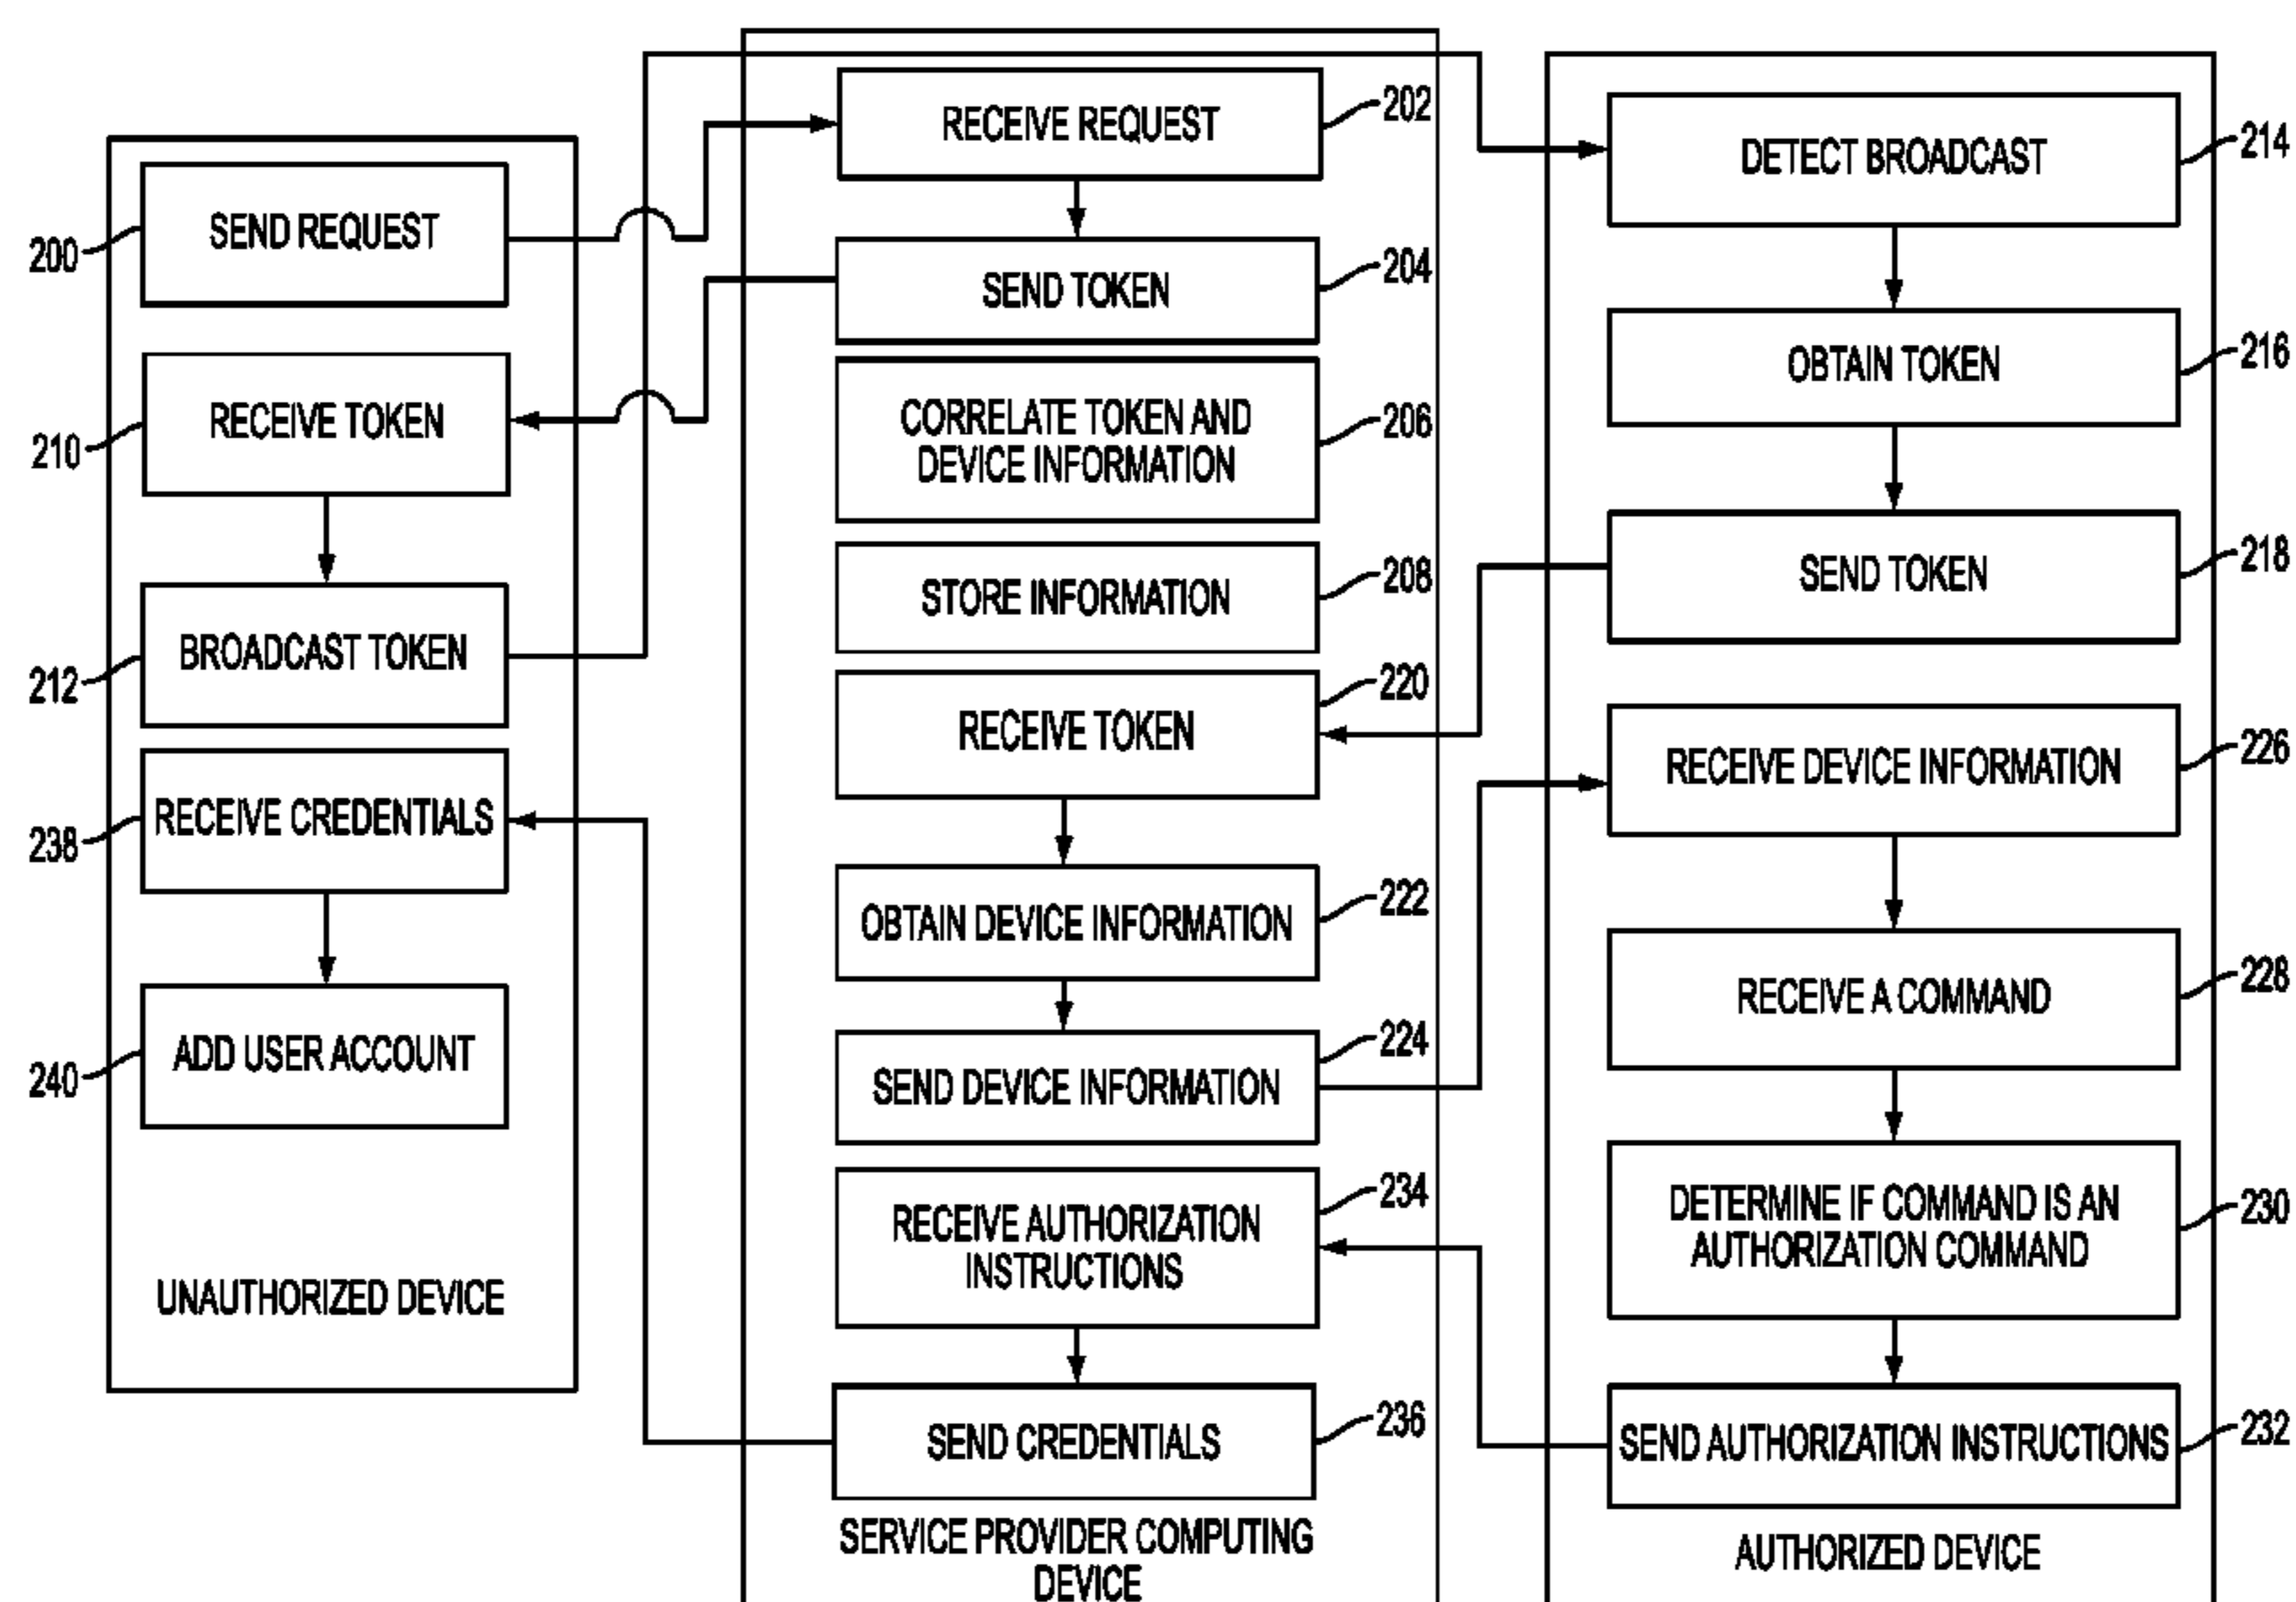 200
SEND REQUEST
210
RECEIVE TOKEN
212
BROADCAST TOKEN
238
RECEIVE CREDENTIALS
240
ADD USER ACCOUNT
UNAUTHORIZED DEVICE
RECEIVE REQUEST
202
SEND TOKEN
204
CORRELATE TOKEN AND
DEVICE INFORMATION
206
STORE INFORMATION
208
RECEIVE TOKEN
220
OBTAIN DEVICE INFORMATION
222
SEND DEVICE INFORMATION
224
RECEIVE AUTHORIZATION
INSTRUCTIONS
234
SEND CREDENTIALS
236
SERVICE PROVIDER COMPUTING
DEVICE
DETECT BROADCAST
214
OBTAIN TOKEN
216
SEND TOKEN
218
RECEIVE DEVICE INFORMATION
226
RECEIVE A COMMAND
228
DETERMINE IF COMMAND IS AN
AUTHORIZATION COMMAND
230
SEND AUTHORIZATION INSTRUCTIONS
232
AUTHORIZED DEVICE